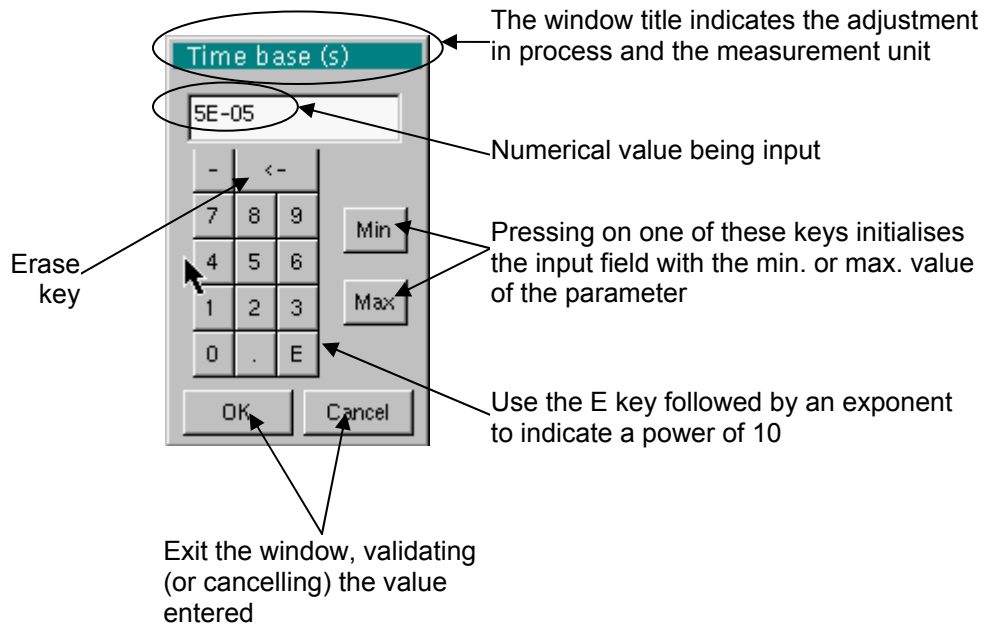 The window title indicates the adjustment
in process and the measurement unit
Time base (s)
5E-05
Numerical value being input
- <-
7 8 9
Min
Pressing on one of these keys initialises
the input field with the min. or max. value
of the parameter
Erase
key
4 5 6
1 2 3
Max
0 . E
Use the E key followed by an exponent
to indicate a power of 10
OK Cancel
Exit the window, validating
(or cancelling) the value
entered